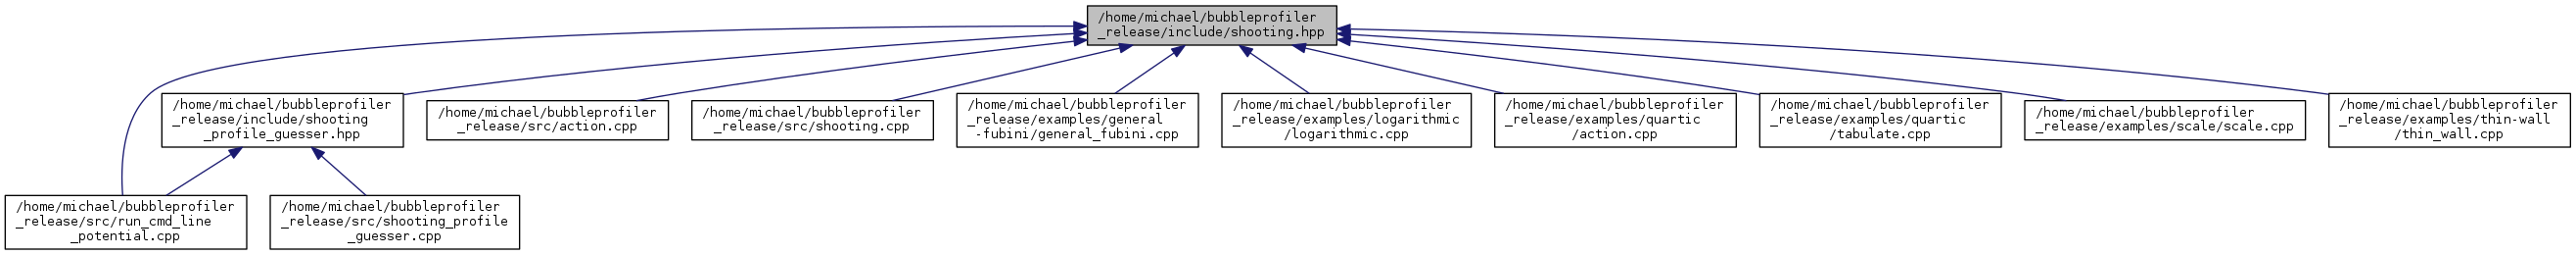 /home/michael/bubbleprofiler
_release/include/shooting.hpp
/home/michael/bubbleprofiler
_release/include/shooting
_profile_guesser.hpp
/home/michael/bubbleprofiler
_release/src/action.cpp
/home/michael/bubbleprofiler
_release/src/shooting.cpp
/home/michael/bubbleprofiler
_release/examples/general
-fubini/general_fubini.cpp
/home/michael/bubbleprofiler
_release/examples/logarithmic
/logarithmic.cpp
/home/michael/bubbleprofiler
_release/examples/quartic
/action.cpp
/home/michael/bubbleprofiler
_release/examples/quartic
/tabulate.cpp
/home/michael/bubbleprofiler
_release/examples/scale/scale.cpp
/home/michael/bubbleprofiler
_release/examples/thin-wall
/thin_wall.cpp
/home/michael/bubbleprofiler
_release/src/run_cmd_line
_potential.cpp
/home/michael/bubbleprofiler
_release/src/shooting_profile
_guesser.cpp